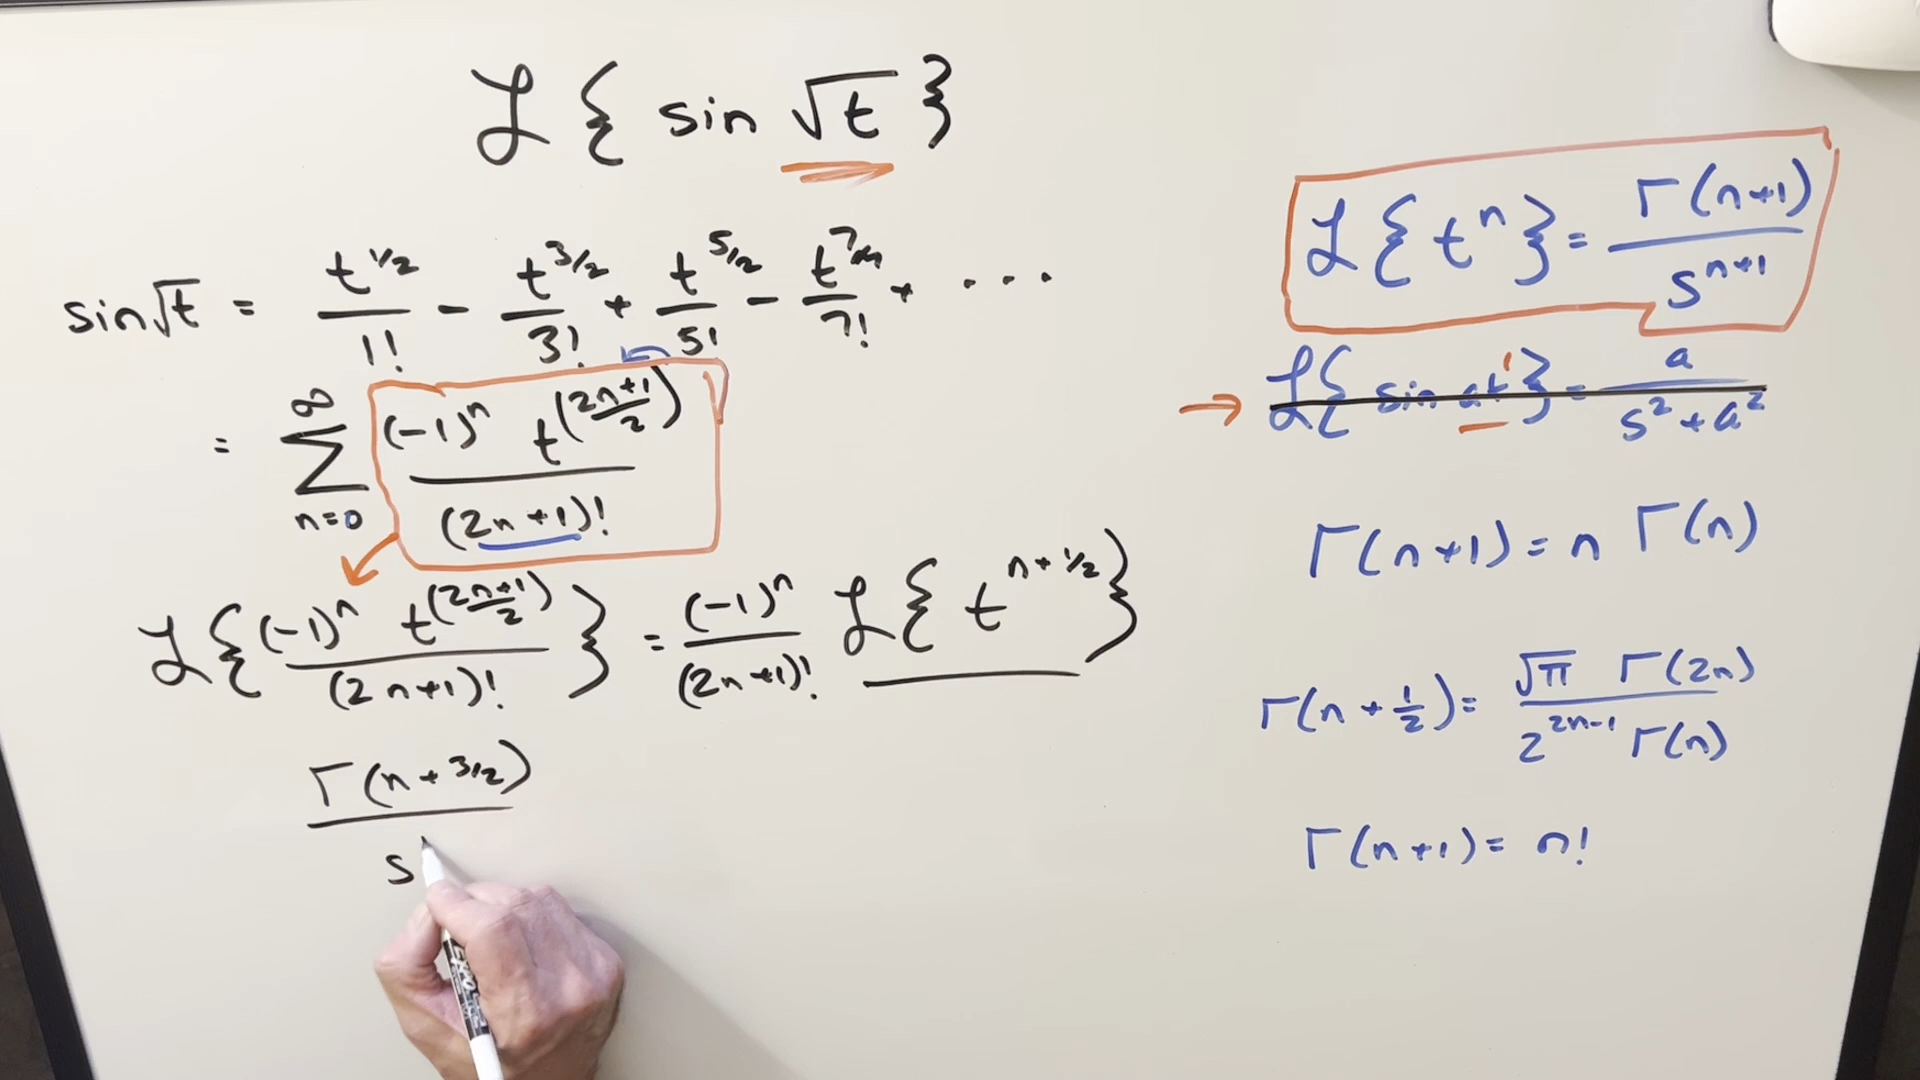 ℒ{ sin √t }
sin√t = t^(1/2)/1! - t^(3/2)/3! + t^(5/2)/5! - t^(7/2)/7! + ...
= Σ_(n=0)^∞ (-1)^n t^((2n+1)/2) / (2n+1)!
ℒ{ (-1)^n t^((2n+1)/2) / (2n+1)! } = (-1)^n/(2n+1)! ℒ{ t^(n+1/2) }
Γ(n+3/2) / s
ℒ{ t^n } = Γ(n+1) / s^(n+1)
→ ℒ{ sin at^1 } = a / (s^2+a^2)
Γ(n+1) = n Γ(n)
Γ(n+1/2) = √π Γ(2n) / (2^(2n-1) Γ(n))
Γ(n+1) = n!
EXPO